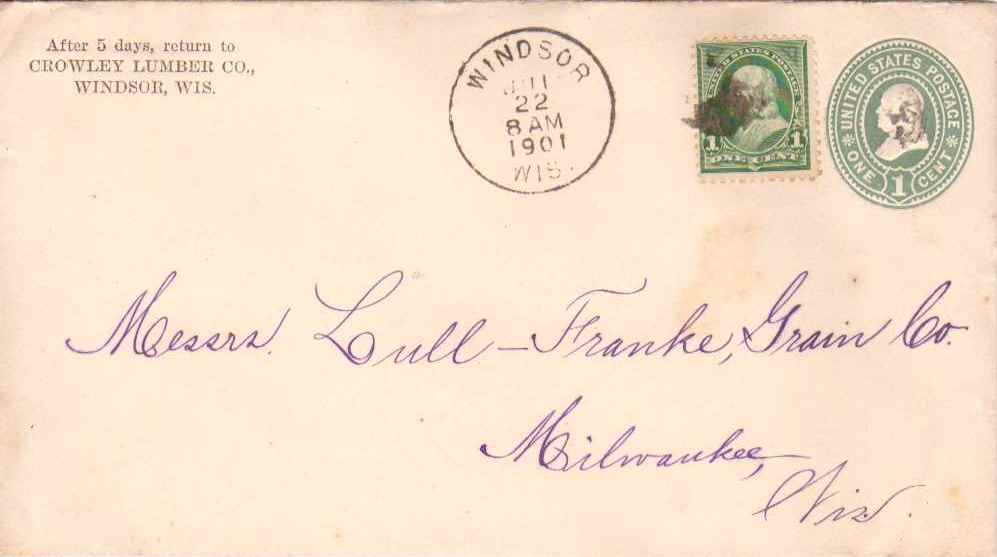 After 5 days, return to
CROWLEY LUMBER CO.,
WINDSOR, WIS.
WINDSOR
22
8 AM
1901
WIS.
UNITED STATES POSTAGE
1 1
ONE CENT
UNITED STATES POSTAGE
ONE 1 CENT
Messrs. Lull-Franke, Grain Co.
Milwaukee,
Wis.